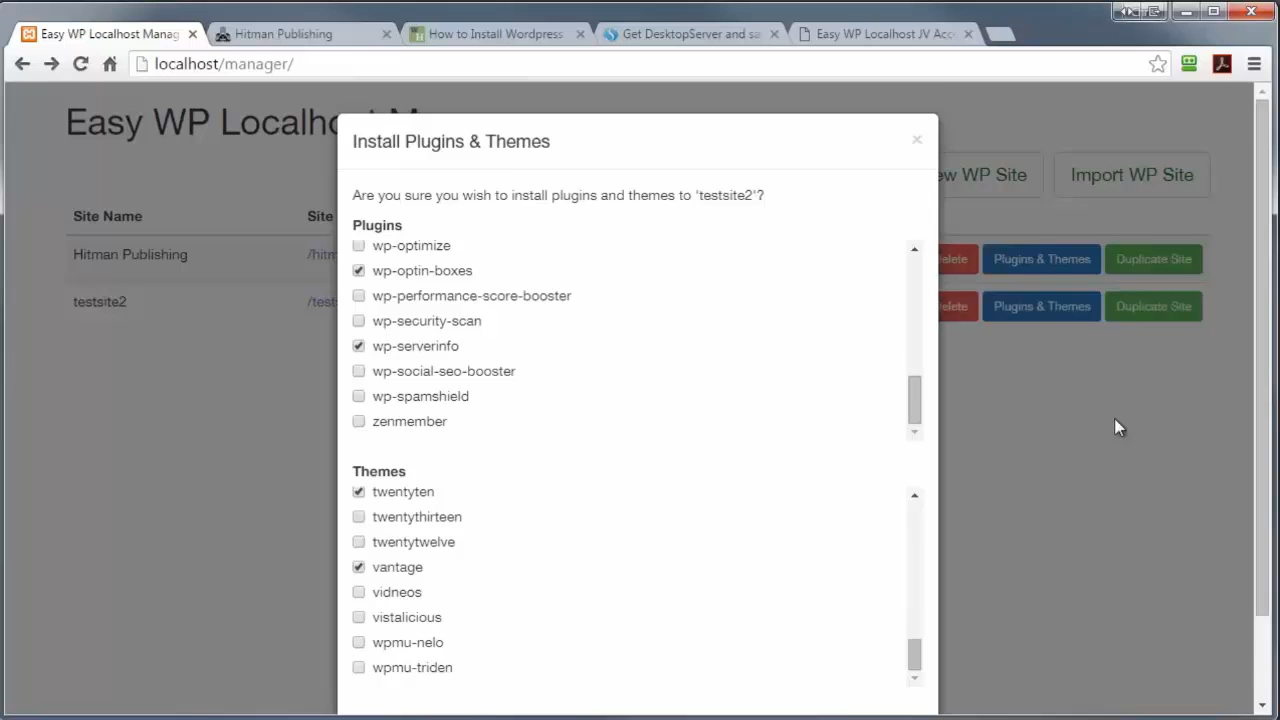 Easy WP Localhost Manag
Hitman Publishing
How to Install Wordpress
Get DesktopServer and sa
Easy WP Localhost JV Acc
localhost/manager/
Easy WP Localho
Install Plugins & Themes
ew WP Site
Import WP Site
Are you sure you wish to install plugins and themes to 'testsite2'?
Site Name
Site
Plugins
wp-optimize
Hitman Publishing
/hitm
elete
Plugins & Themes
Duplicate Site
wp-optin-boxes
testsite2
/tests
elete
Plugins & Themes
Duplicate Site
wp-performance-score-booster
wp-security-scan
wp-serverinfo
wp-social-seo-booster
wp-spamshield
zenmember
Themes
twentyten
twentythirteen
twentytwelve
vantage
vidneos
vistalicious
wpmu-nelo
wpmu-triden